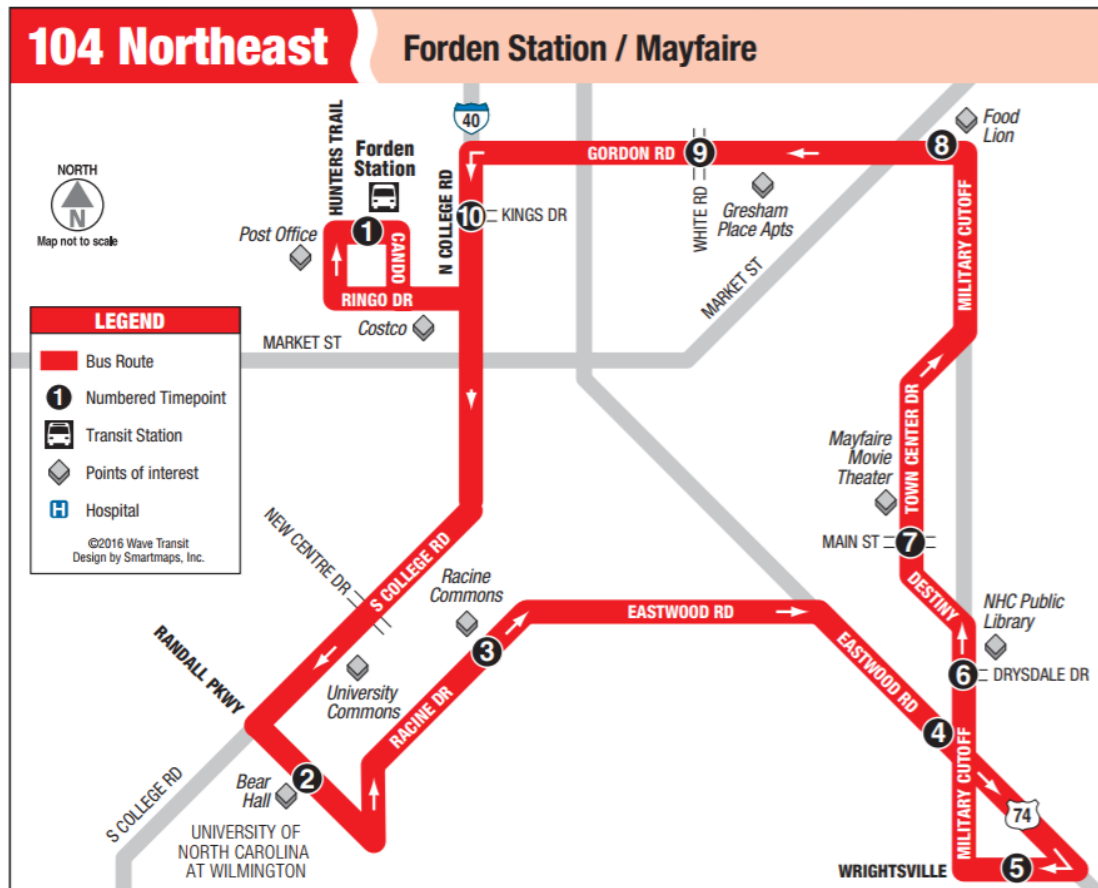 104 Northeast
Forden Station / Mayfaire
40
HUNTERS TRAIL
Forden
Station
NORTH
N
Map not to scale
Post Office
1
CANDO
RINGO DR
Costco
N COLLEGE RD
10
KINGS DR
GORDON RD
9
WHITE RD
Gresham
Place Apts
8
Food
Lion
MILITARY CUTOFF
MARKET ST
MARKET ST
LEGEND
Bus Route
1
Numbered Timepoint
Transit Station
Points of interest
H
Hospital
©2016 Wave Transit
Design by Smartmaps, Inc.
Mayfaire
Movie
Theater
TOWN CENTER DR
MAIN ST
7
DESTINY
NHC Public
Library
6
DRYSDALE DR
NEW CENTRE DR
S COLLEGE RD
Racine
Commons
3
EASTWOOD RD
EASTWOOD RD
4
RANDALL PKWY
University
Commons
RACINE DR
2
Bear
Hall
S COLLEGE RD
UNIVERSITY OF
NORTH CAROLINA
AT WILMINGTON
MILITARY CUTOFF
74
WRIGHTSVILLE
5